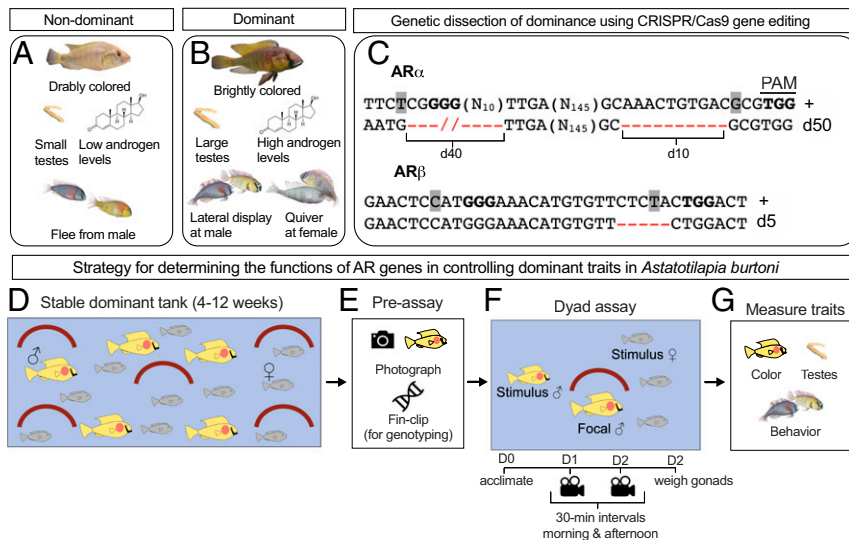 Non-dominant
Dominant
Genetic dissection of dominance using CRISPR/Cas9 gene editing
A
Drably colored
Small testes
Low androgen levels
Flee from male
B
Brightly colored
Large testes
High androgen levels
Lateral display at male
Quiver at female
C
ARα
PAM
TTCTCGGGG(N10)TTGA(N145)GCAAACTGTGACGCGTGG +
AATG----//-----TTGA(N145)GC-----------GCGTGG d50
d40
d10
ARβ
GAACTCCATGGGAAACATGTGTTCTCTACTGGACT +
GAACTCCATGGGAAACATGTGTT-----CTGGACT d5
Strategy for determining the functions of AR genes in controlling dominant traits in Astatotilapia burtoni
D Stable dominant tank (4-12 weeks)
♂
♀
E Pre-assay
Photograph
Fin-clip
(for genotyping)
F Dyad assay
Stimulus ♀
Stimulus ♂
Focal ♂
D0 D1 D2 D2
acclimate
weigh gonads
30-min intervals
morning & afternoon
G Measure traits
Color
Testes
Behavior